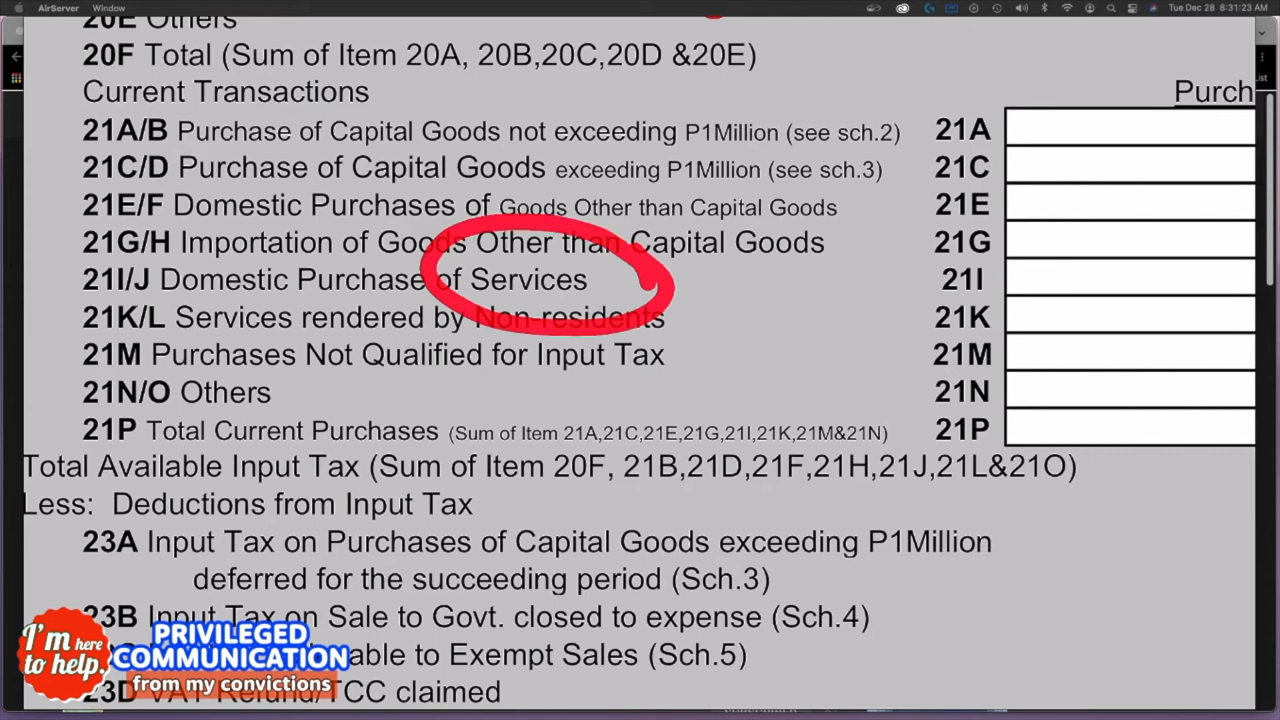 AirServer Window Tue Dec 28 8:31:23 AM
20E Others
20F Total (Sum of Item 20A, 20B,20C,20D &20E)
Current Transactions Purch
21A/B Purchase of Capital Goods not exceeding P1Million (see sch.2) 21A
21C/D Purchase of Capital Goods exceeding P1Million (see sch.3) 21C
21E/F Domestic Purchases of Goods Other than Capital Goods 21E
21G/H Importation of Goods Other than Capital Goods 21G
21I/J Domestic Purchase of Services 21I
21K/L Services rendered by Non-residents 21K
21M Purchases Not Qualified for Input Tax 21M
21N/O Others 21N
21P Total Current Purchases (Sum of Item 21A,21C,21E,21G,21I,21K,21M&21N) 21P
Total Available Input Tax (Sum of Item 20F, 21B,21D,21F,21H,21J,21L&21O)
Less: Deductions from Input Tax
23A Input Tax on Purchases of Capital Goods exceeding P1Million
deferred for the succeeding period (Sch.3)
23B Input Tax on Sale to Govt. closed to expense (Sch.4)
able to Exempt Sales (Sch.5)
23D VAT Refund/TCC claimed
I'm here
to help.
PRIVILEGED
COMMUNICATION
from my convictions